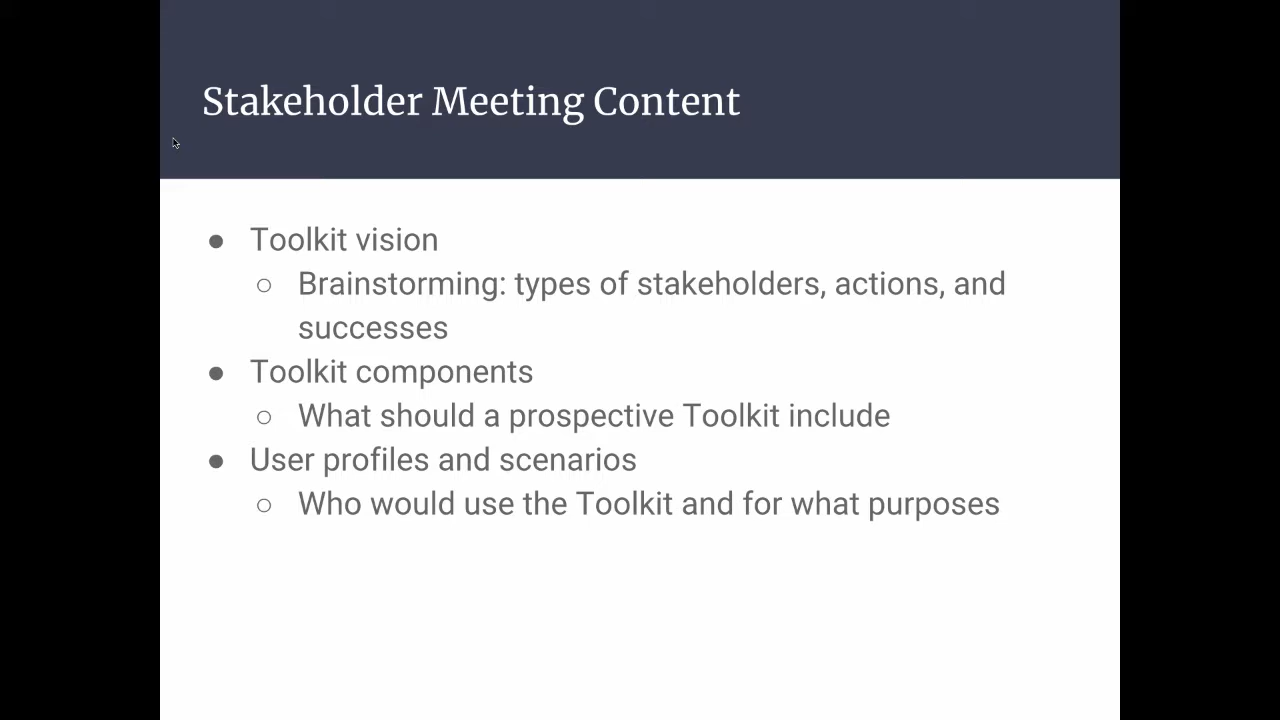 Stakeholder Meeting Content
● Toolkit vision
○ Brainstorming: types of stakeholders, actions, and
successes
● Toolkit components
○ What should a prospective Toolkit include
● User profiles and scenarios
○ Who would use the Toolkit and for what purposes